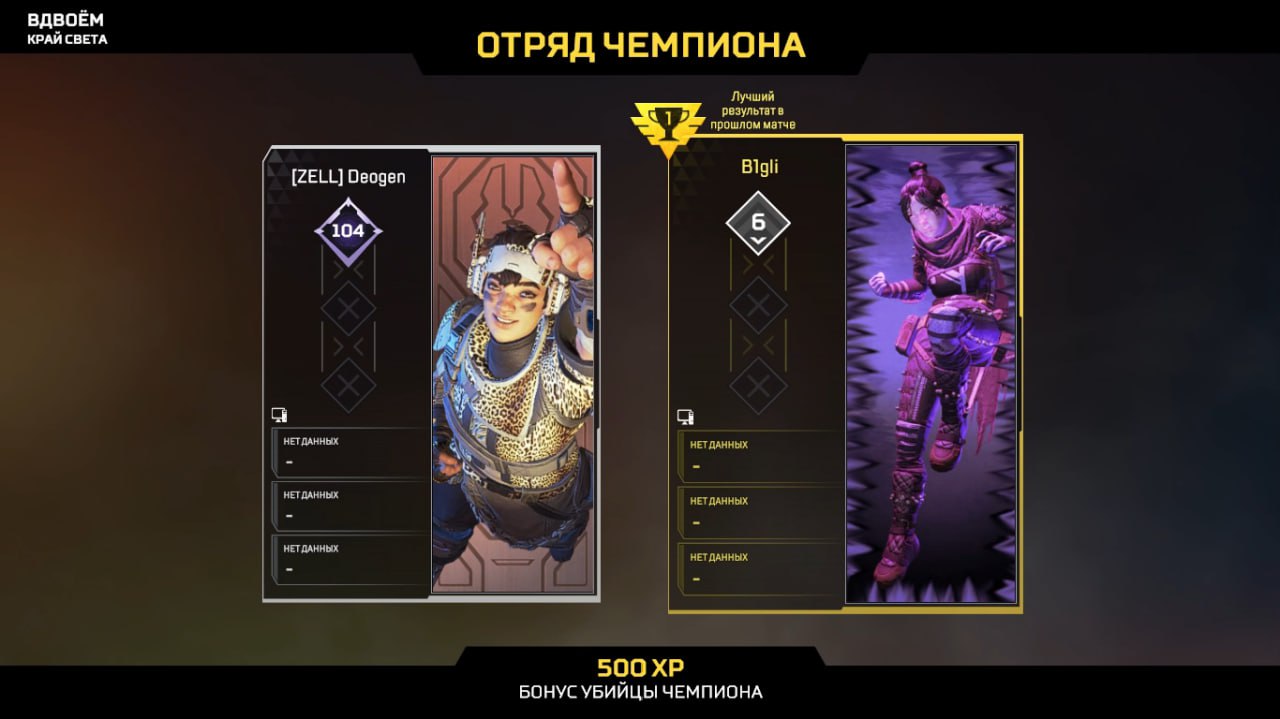 ВДВОЁМ
КРАЙ СВЕТА
ОТРЯД ЧЕМПИОНА
[ZELL] Deogen
104
НЕТ ДАННЫХ
–
НЕТ ДАННЫХ
–
НЕТ ДАННЫХ
–
1
Лучший
результат в
прошлом матче
B1gli
6
НЕТ ДАННЫХ
–
НЕТ ДАННЫХ
–
НЕТ ДАННЫХ
–
500 XP
БОНУС УБИЙЦЫ ЧЕМПИОНА